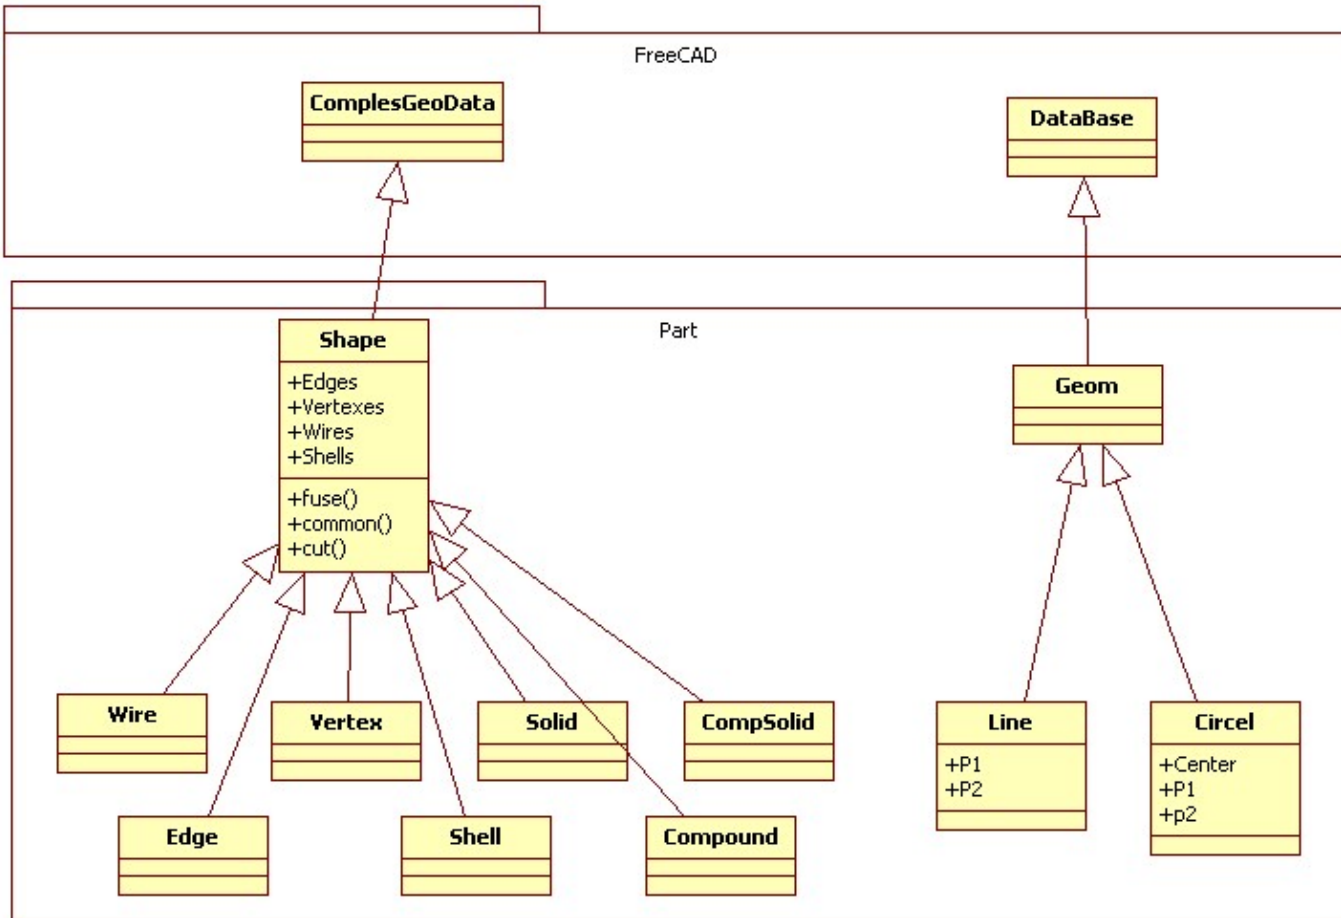 FreeCAD
ComplesGeoData
DataBase
Part
Shape
+Edges
+Vertexes
+Wires
+Shells
+fuse()
+common()
+cut()
Geom
Wire
Vertex
Solid
CompSolid
Edge
Shell
Compound
Line
+P1
+P2
Circel
+Center
+P1
+p2